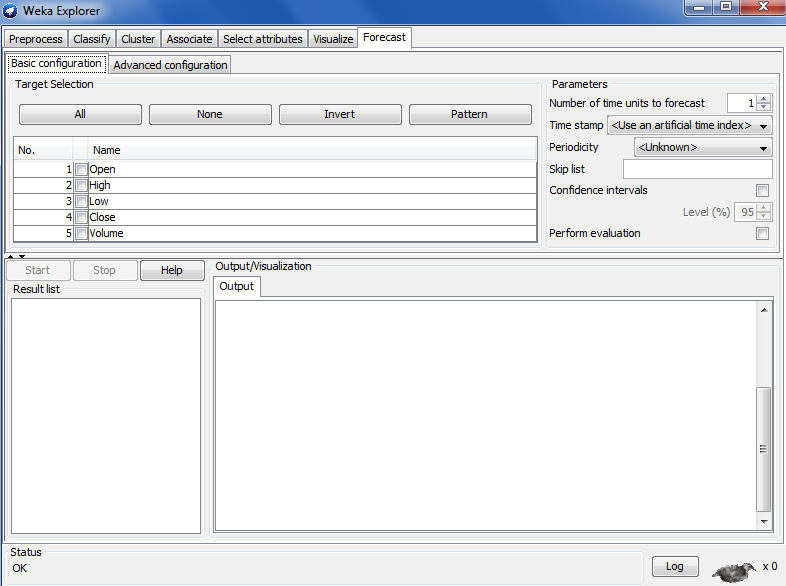 Weka Explorer
Preprocess Classify Cluster Associate Select attributes Visualize Forecast
Basic configuration Advanced configuration
Target Selection
All None Invert Pattern
No. Name
1 Open
2 High
3 Low
4 Close
5 Volume
Parameters
Number of time units to forecast 1
Time stamp <Use an artificial time index>
Periodicity <Unknown>
Skip list
Confidence intervals
Level (%) 95
Perform evaluation
Start Stop Help
Result list
Output/Visualization
Output
Status
OK
Log x 0